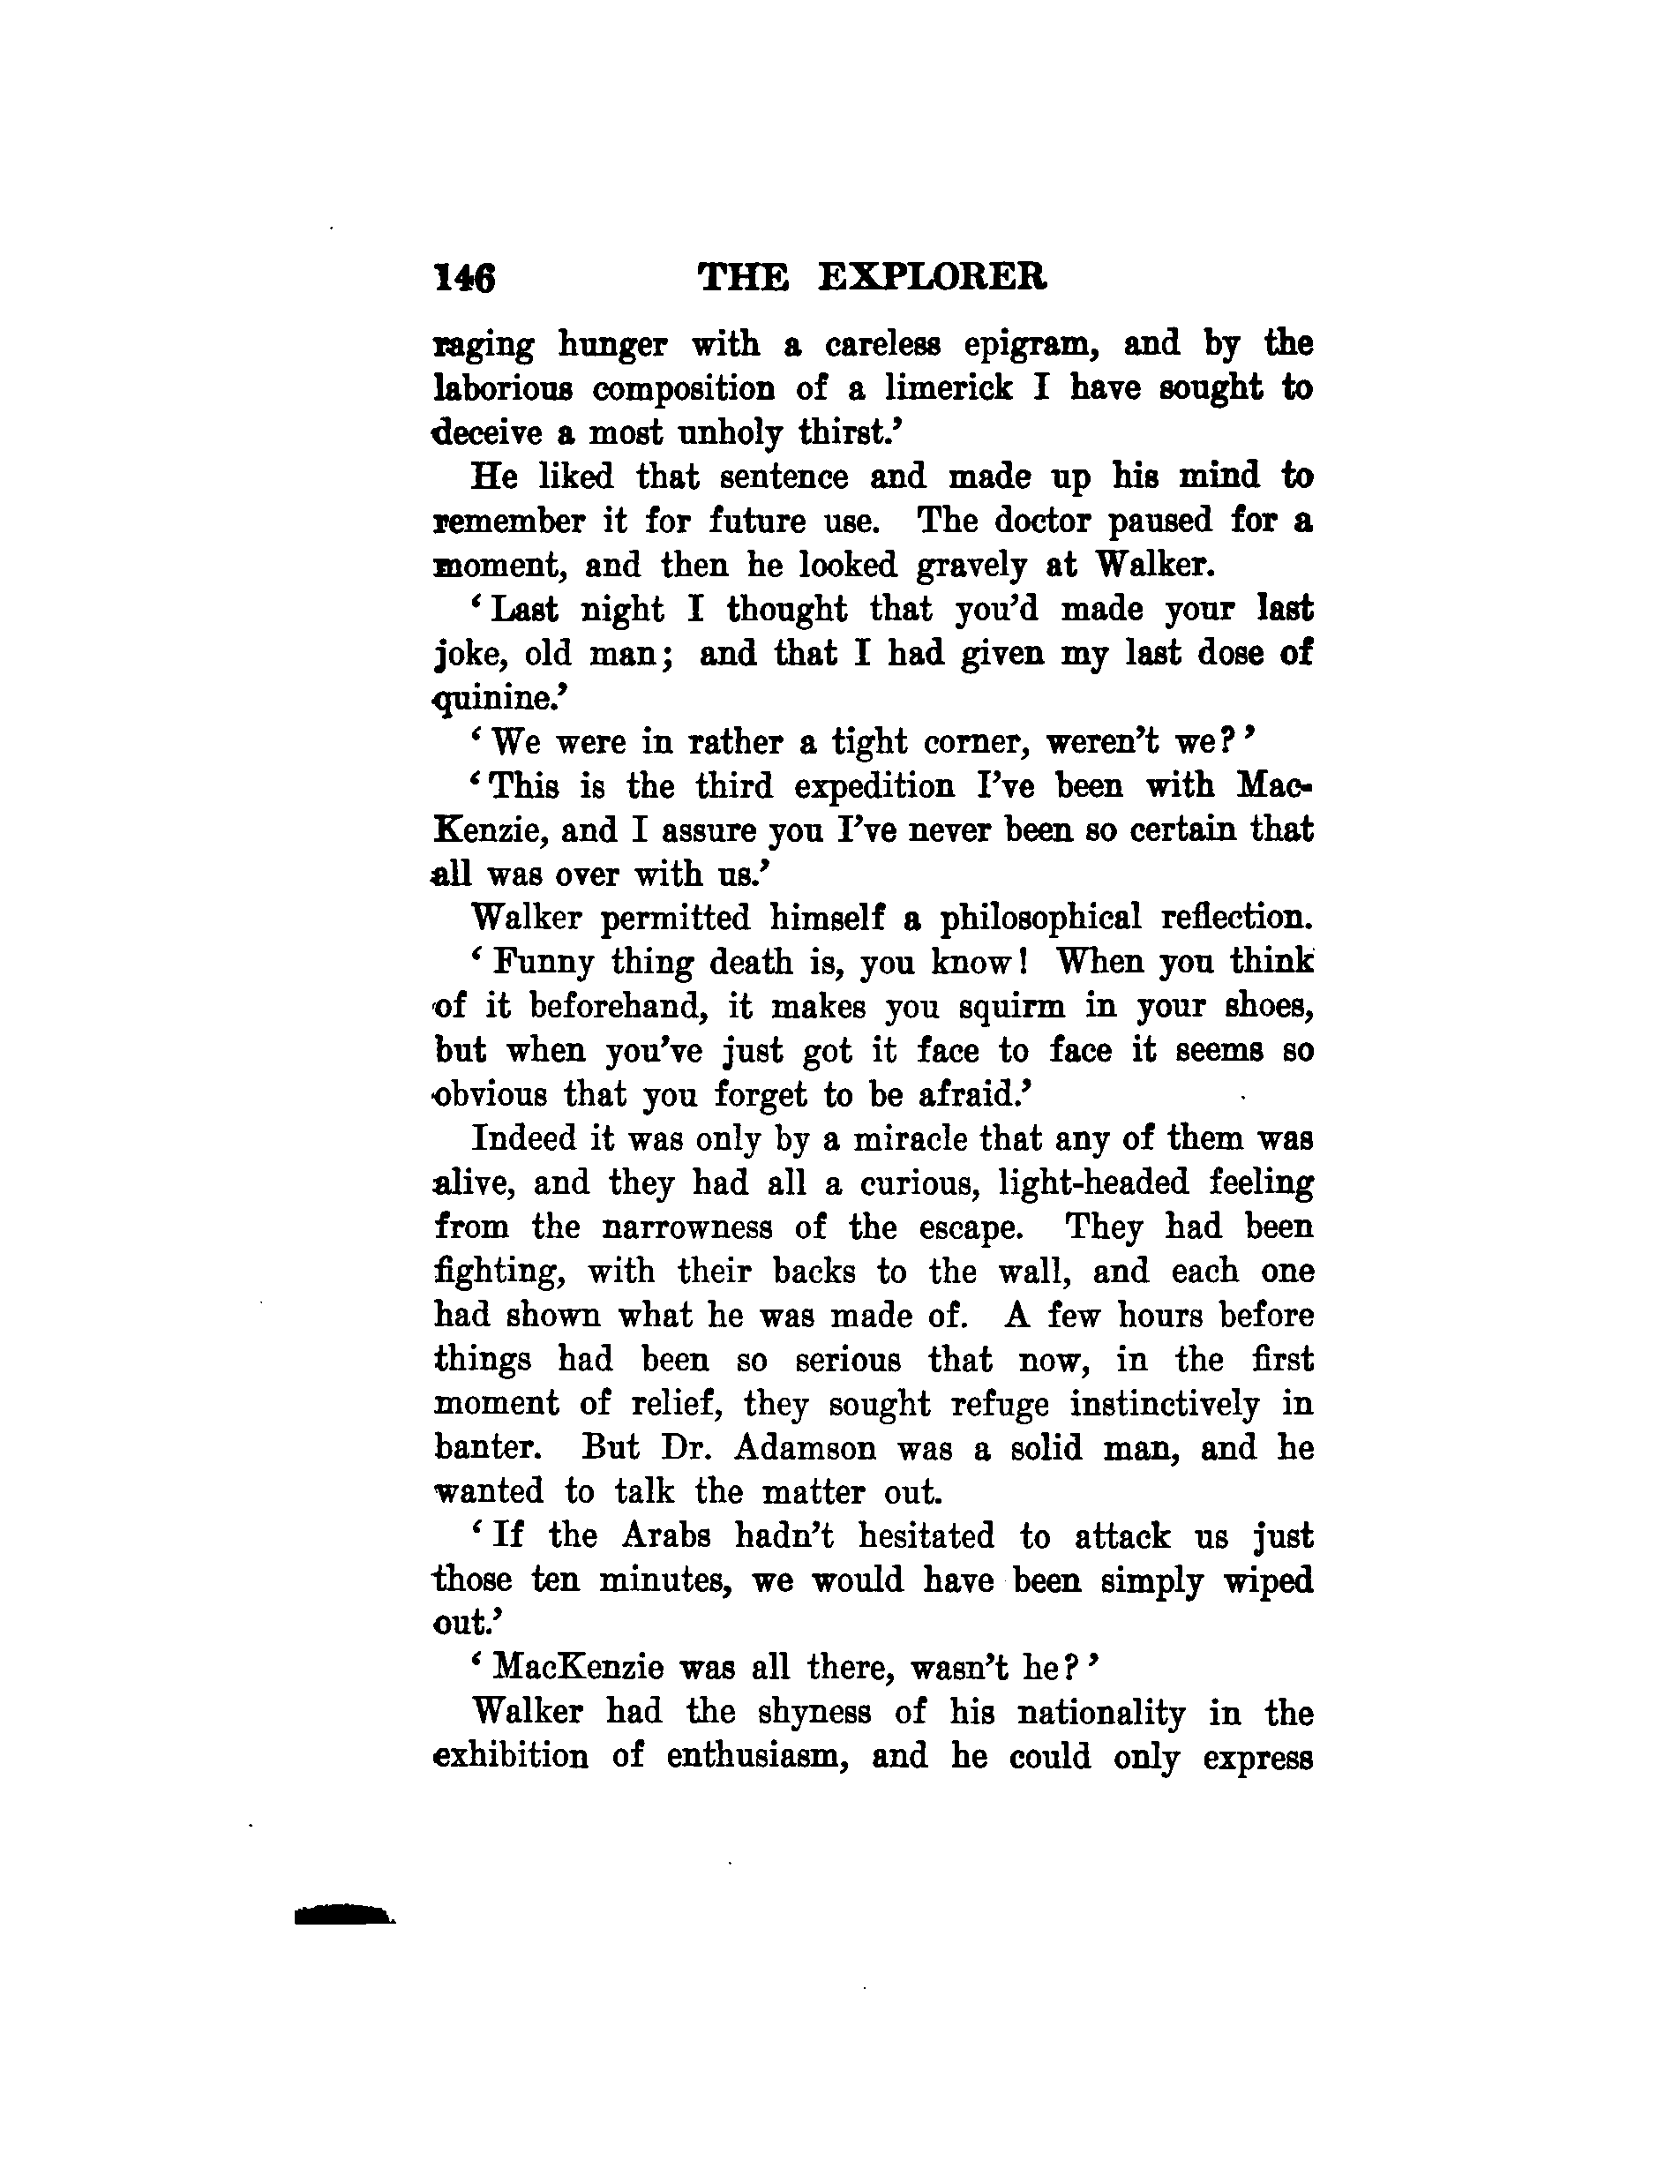 146 THE EXPLORER
raging hunger with a careless epigram, and by the
laborious composition of a limerick I have sought to
deceive a most unholy thirst.’
He liked that sentence and made up his mind to
remember it for future use. The doctor paused for a
moment, and then he looked gravely at Walker.
‘Last night I thought that you’d made your last
joke, old man; and that I had given my last dose of
quinine.’
‘We were in rather a tight corner, weren’t we?’
‘This is the third expedition I’ve been with Mac-
Kenzie, and I assure you I’ve never been so certain that
all was over with us.’
Walker permitted himself a philosophical reflection.
‘Funny thing death is, you know! When you think
of it beforehand, it makes you squirm in your shoes,
but when you’ve just got it face to face it seems so
obvious that you forget to be afraid.’
Indeed it was only by a miracle that any of them was
alive, and they had all a curious, light-headed feeling
from the narrowness of the escape. They had been
fighting, with their backs to the wall, and each one
had shown what he was made of. A few hours before
things had been so serious that now, in the first
moment of relief, they sought refuge instinctively in
banter. But Dr. Adamson was a solid man, and he
wanted to talk the matter out.
‘If the Arabs hadn’t hesitated to attack us just
those ten minutes, we would have been simply wiped
out.’
‘MacKenzie was all there, wasn’t he?’
Walker had the shyness of his nationality in the
exhibition of enthusiasm, and he could only express